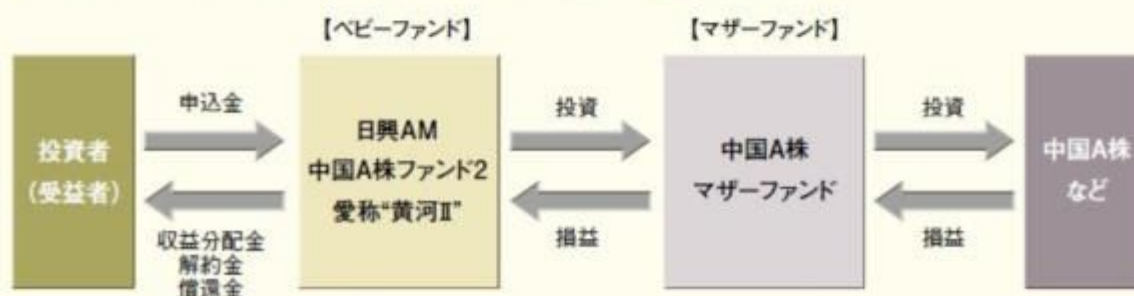 【ベビーファンド】
【マザーファンド】
投資者
(受益者)
申込金
収益分配金
解約金
償還金
日興AM
中国A株ファンド2
愛称“黄河Ⅱ”
投資
損益
中国A株
マザーファンド
投資
損益
中国A株
など